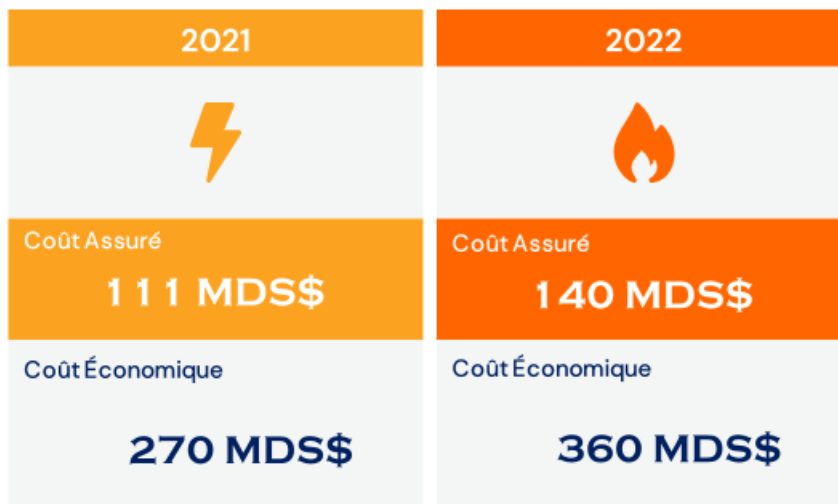 2021
Coût Assuré
111 MDS$
Coût Économique
270 MDS$
2022
Coût Assuré
140 MDS$
Coût Économique
360 MDS$